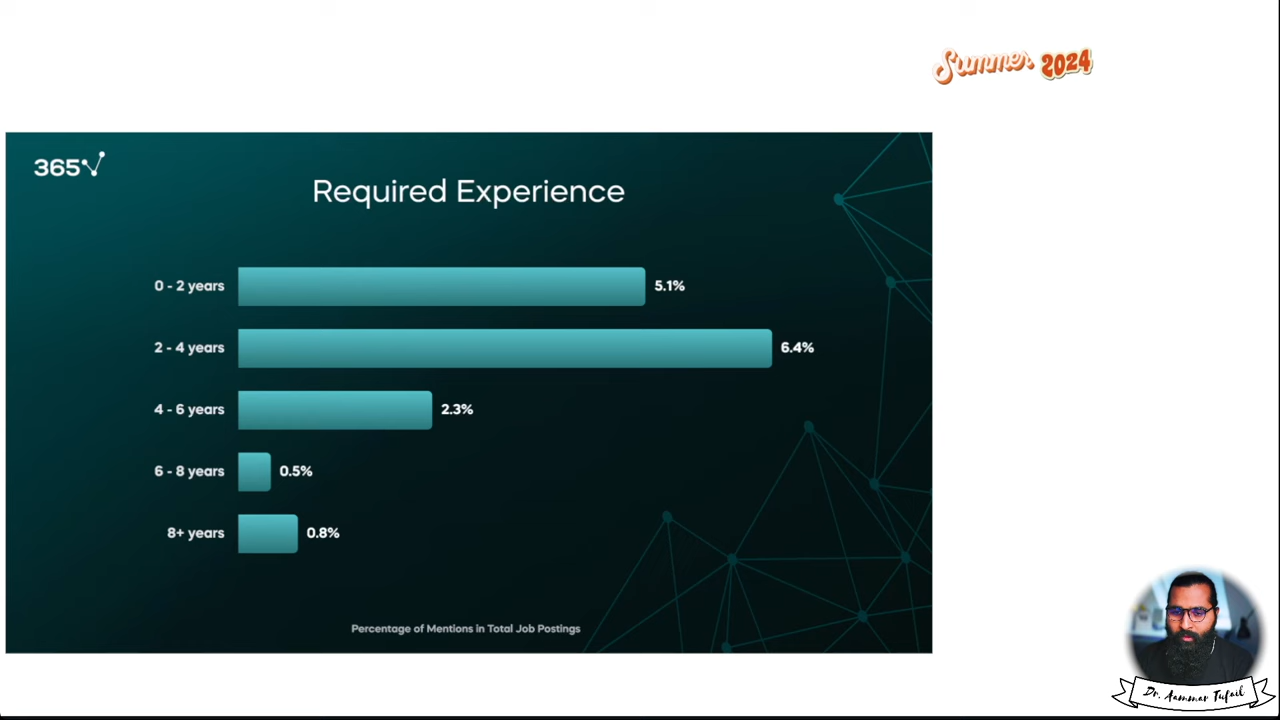 Summer 2024
365
Required Experience
0 - 2 years 5.1%
2 - 4 years 6.4%
4 - 6 years 2.3%
6 - 8 years 0.5%
8+ years 0.8%
Percentage of Mentions in Total Job Postings
Dr. Aammar Tufail